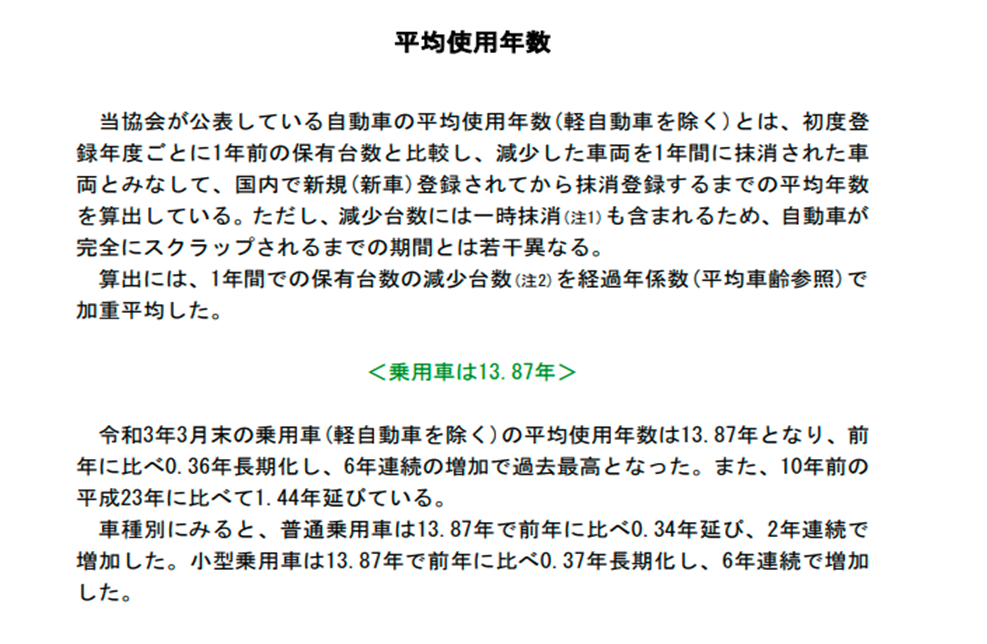 平均使用年数
当協会が公表している自動車の平均使用年数(軽自動車を除く)とは、初度登
録年度ごとに1年前の保有台数と比較し、減少した車両を1年間に抹消された車
両とみなして、国内で新規(新車)登録されてから抹消登録するまでの平均年数
を算出している。ただし、減少台数には一時抹消(注1)も含まれるため、自動車が
完全にスクラップされるまでの期間とは若干異なる。
算出には、1年間での保有台数の減少台数(注2)を経過年係数(平均車齢参照)で
加重平均した。
＜乗用車は13.87年＞
令和3年3月末の乗用車(軽自動車を除く)の平均使用年数は13.87年となり、前
年に比べ0.36年長期化し、6年連続の増加で過去最高となった。また、10年前の
平成23年に比べて1.44年延びている。
車種別にみると、普通乗用車は13.87年で前年に比べ0.34年延び、2年連続で
増加した。小型乗用車は13.87年で前年に比べ0.37年長期化し、6年連続で増加
した。